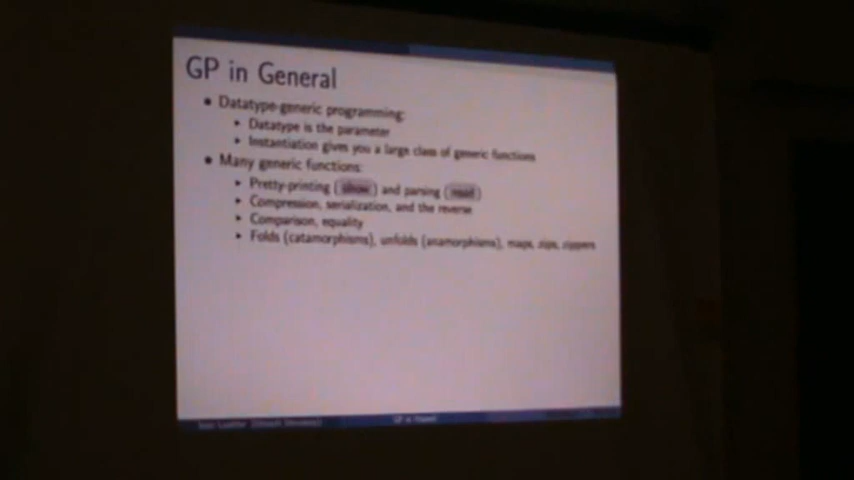 GP in General
• Datatype-generic programming:
▸ Datatype is the parameter
▸ Instantiation gives you a large class of generic functions
• Many generic functions:
▸ Pretty-printing (show) and parsing (read)
▸ Compression, serialization, and the reverse
▸ Comparison, equality
▸ Folds (catamorphisms), unfolds (anamorphisms), maps, zips, zippers
GP in